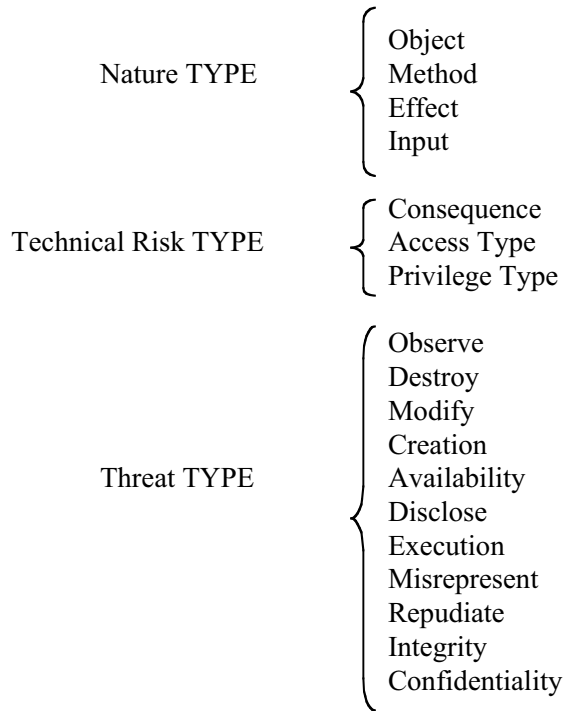 Object
Nature TYPE
Method
Effect
Input
Consequence
Technical Risk TYPE
Access Type
Privilege Type
Observe
Destroy
Modify
Creation
Threat TYPE
Availability
Disclose
Execution
Misrepresent
Repudiate
Integrity
Confidentiality